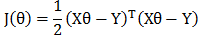 J(θ) = 1/2 (Xθ − Y)ᵀ(Xθ − Y)